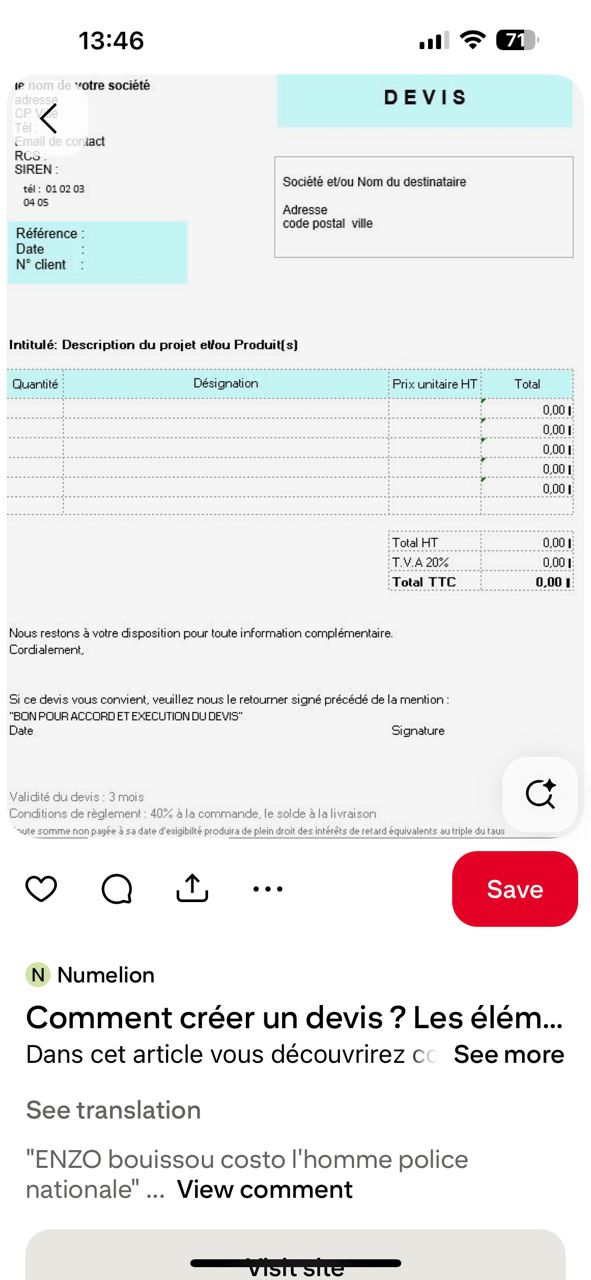 13:46
71
le nom de votre société
adresse
CP Ville
Tél :
Email de contact
RCS :
SIREN :
tél : 01 02 03
04 05
DEVIS
Société et/ou Nom du destinataire
Adresse
code postal ville
Référence :
Date :
N° client :
Intitulé: Description du projet et/ou Produit(s)
Quantité Désignation Prix unitaire HT Total
0,00
0,00
0,00
0,00
0,00
Total HT 0,00
T.V.A 20% 0,00
Total TTC 0,00
Nous restons à votre disposition pour toute information complémentaire.
Cordialement,
Si ce devis vous convient, veuillez nous le retourner signé précédé de la mention :
"BON POUR ACCORD ET EXECUTION DU DEVIS"
Date Signature
Validité du devis : 3 mois
Conditions de règlement : 40% à la commande, le solde à la livraison
Toute somme non payée à sa date d'exigibilté produira de plein droit des intérêts de retard équivalents au triple du taux
Save
N Numelion
Comment créer un devis ? Les élém...
Dans cet article vous découvrirez See more
See translation
"ENZO bouissou costo l'homme police
nationale" ... View comment
Visit site